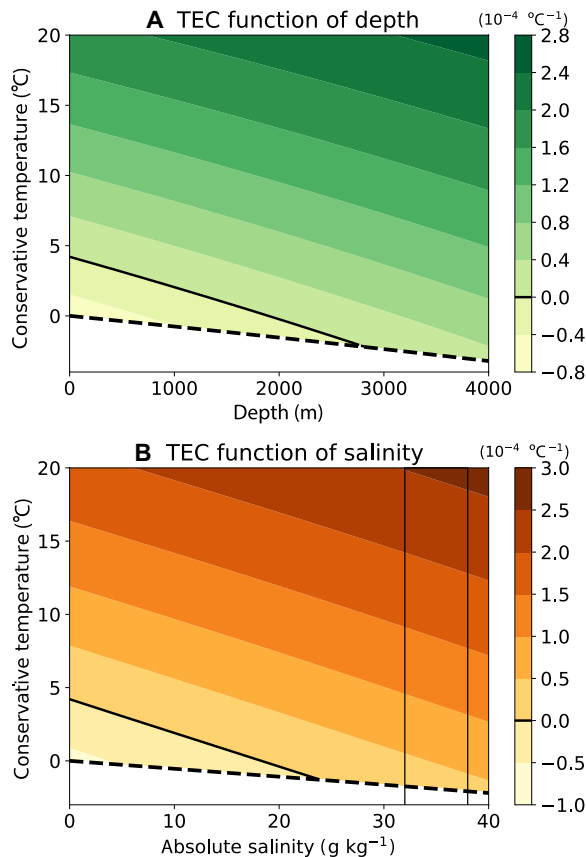 A TEC function of depth
(10⁻⁴ °C⁻¹)
Conservative temperature (°C)
20
15
10
5
0
0 1000 2000 3000 4000
Depth (m)
2.8
2.4
2.0
1.6
1.2
0.8
0.4
0.0
−0.4
−0.8
B TEC function of salinity
(10⁻⁴ °C⁻¹)
Conservative temperature (°C)
20
15
10
5
0
0 10 20 30 40
Absolute salinity (g kg⁻¹)
3.0
2.5
2.0
1.5
1.0
0.5
0.0
−0.5
−1.0